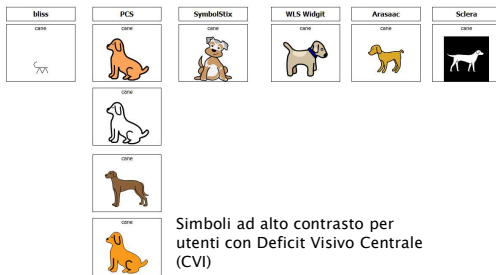 bliss
PCS
SymbolStix
WLS Widgit
Arasaac
Sclera
cane
cane
cane
cane
cane
cane
cane
cane
cane
Simboli ad alto contrasto per
utenti con Deficit Visivo Centrale
(CVI)